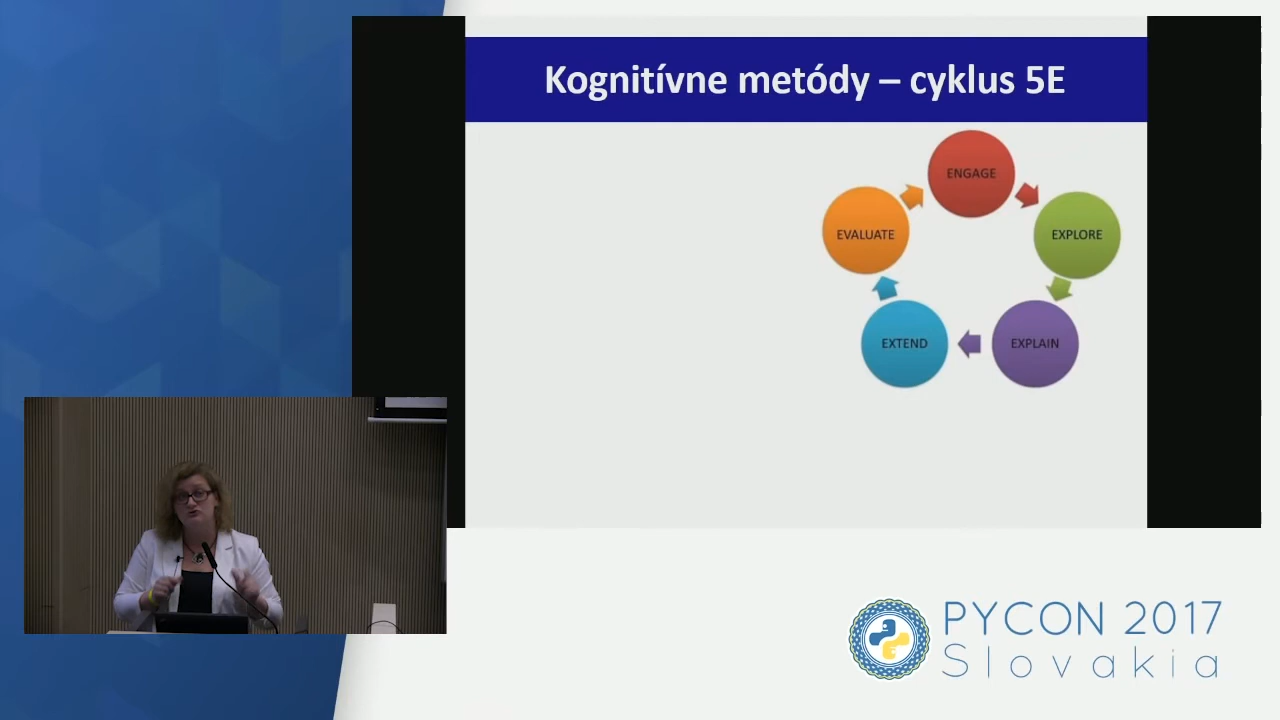 Kognitívne metódy – cyklus 5E
ENGAGE
EXPLORE
EXPLAIN
EXTEND
EVALUATE
PYCON 2017
Slovakia